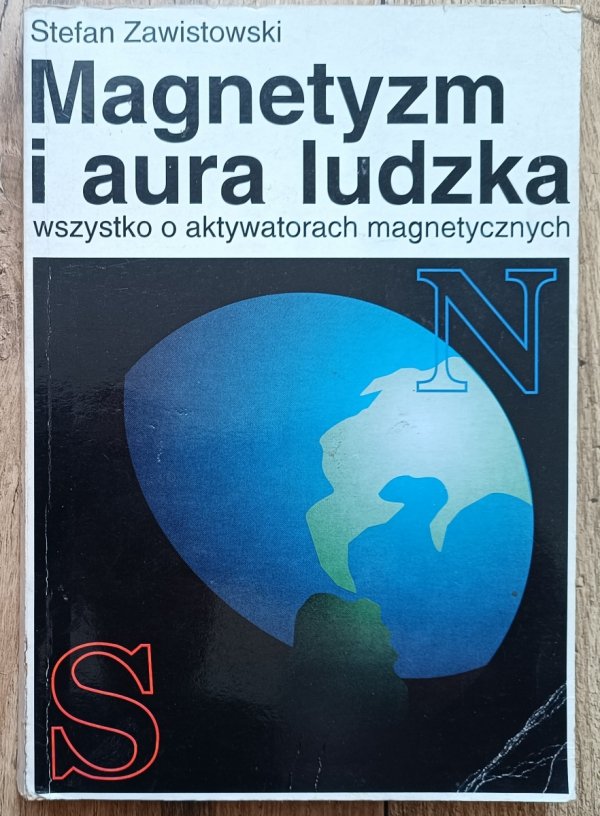 Stefan Zawistowski
Magnetyzm
i aura ludzka
wszystko o aktywatorach magnetycznych
N
S